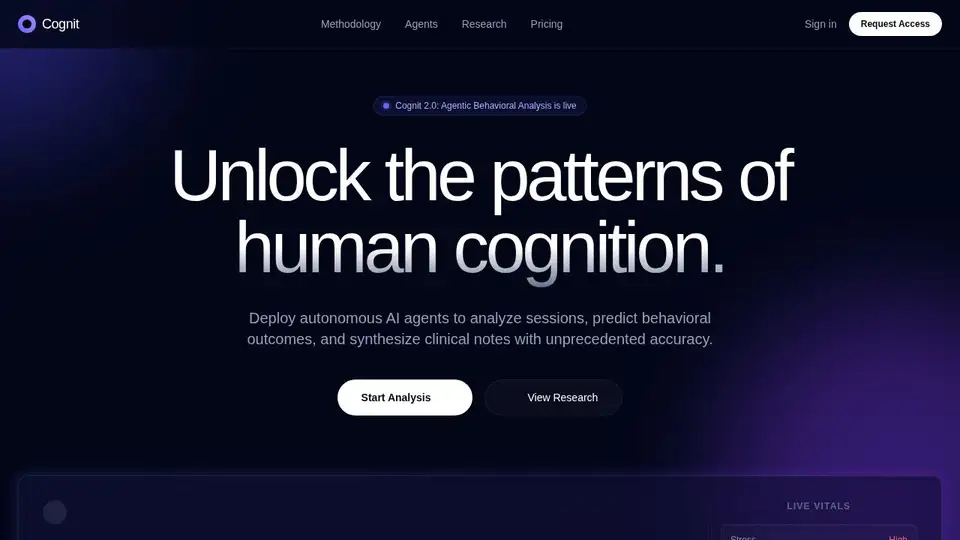 Cognit
Methodology
Agents
Research
Pricing
Sign in
Request Access
Cognit 2.0: Agentic Behavioral Analysis is live
Unlock the patterns of
human cognition.
Deploy autonomous AI agents to analyze sessions, predict behavioral
outcomes, and synthesize clinical notes with unprecedented accuracy.
Start Analysis
View Research
LIVE VITALS
Stress
High